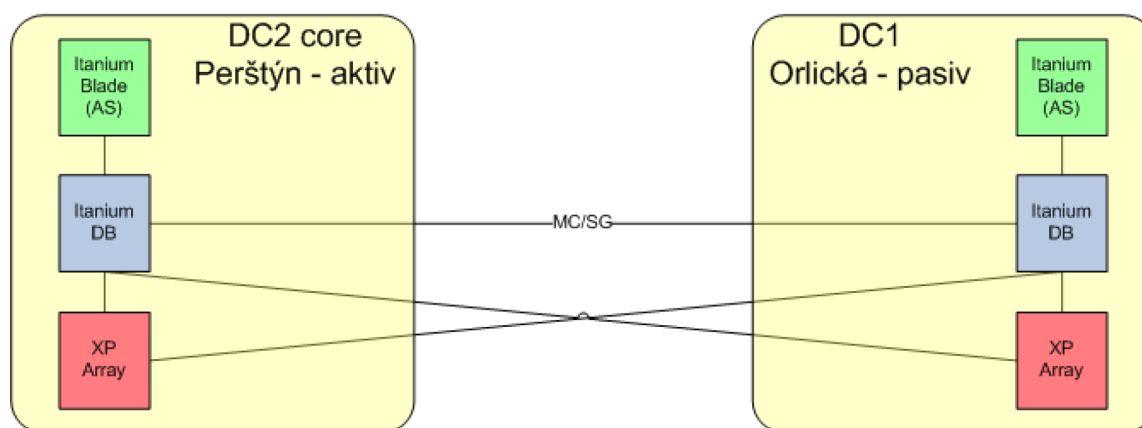 DC2 core
Perštýn - aktiv
Itanium
Blade
(AS)
Itanium
DB
XP
Array
MC/SG
DC1
Orlická - pasiv
Itanium
Blade
(AS)
Itanium
DB
XP
Array